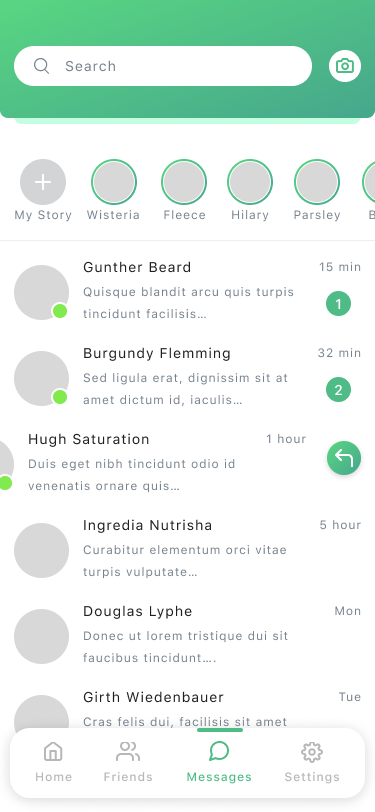 Search
My Story Wisteria Fleece Hilary Parsley B
Gunther Beard 15 min
Quisque blandit arcu quis turpis
tincidunt facilisis…
1
Burgundy Flemming 32 min
Sed ligula erat, dignissim sit at
amet dictum id, iaculis…
2
Hugh Saturation 1 hour
Duis eget nibh tincidunt odio id
venenatis ornare quis…
Ingredia Nutrisha 5 hour
Curabitur elementum orci vitae
turpis vulputate…
Douglas Lyphe Mon
Donec ut lorem tristique dui sit
faucibus tincidunt….
Girth Wiedenbauer Tue
Cras felis dui, facilisis sit amet
Home Friends Messages Settings